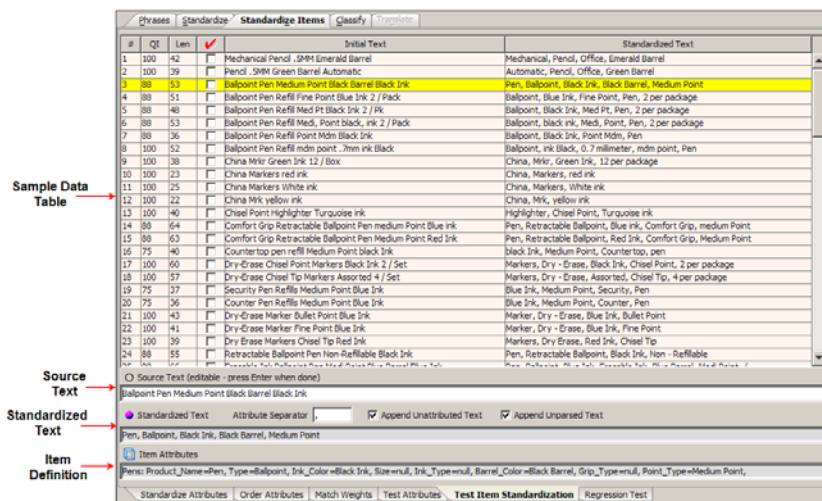 Phrases Standardize Standardize Items Classify Translate
# QI Len Initial Text Standardized Text
1 100 42 Mechanical Pencil .5MM Emerald Barrel Mechanical, Pencil, Office, Emerald Barrel
2 100 39 Pencil .5MM Green Barrel Automatic Automatic, Pencil, Office, Green Barrel
3 88 53 Ballpoint Pen Medium Point Black Barrel Black Ink Pen, Ballpoint, Black Ink, Black Barrel, Medium Point
4 88 51 Ballpoint Pen Refill Fine Point Blue Ink 2 / Pack Ballpoint, Blue Ink, Fine Point, Pen, 2 per package
5 88 48 Ballpoint Pen Refill Med Pt Black Ink 2 / Pk Ballpoint, Black Ink, Med Pt, Pen, 2 per package
6 88 53 Ballpoint Pen Refill Medi, Point black, ink 2 / Pack Ballpoint, black ink, Medi, Point, Pen, 2 per package
7 88 36 Ballpoint Pen Refill Point Mdm Black Ink Ballpoint, Black Ink, Point Mdm, Pen
8 100 52 Ballpoint Pen Refill mdm point .7mm ink Black Ballpoint, ink Black, 0.7 millimeter, mdm point, Pen
9 100 38 China Mrkr Green Ink 12 / Box China, Mrkr, Green Ink, 12 per package
10 100 23 China Markers red ink China, Markers, red ink
11 100 25 China Markers White ink China, Markers, White ink
12 100 22 China Mrk yellow ink China, Mrk, yellow ink
13 100 40 Chisel Point Highlighter Turquoise ink Highlighter, Chisel Point, Turquoise ink
14 88 64 Comfort Grip Retractable Ballpoint Pen medium Point Blue ink Pen, Retractable Ballpoint, Blue ink, Comfort Grip, medium Point
15 88 63 Comfort Grip Retractable Ballpoint Pen Medium Point Red Ink Pen, Retractable Ballpoint, Red Ink, Comfort Grip, Medium Point
16 75 40 Countertop pen refill Medium Point black Ink black Ink, Medium Point, Countertop, pen
17 100 60 Dry-Erase Chisel Point Markers Black Ink 2 / Set Markers, Dry - Erase, Black Ink, Chisel Point, 2 per package
18 100 57 Dry-Erase Chisel Tip Markers Assorted 4 / Set Markers, Dry - Erase, Assorted, Chisel Tip, 4 per package
19 75 37 Security Pen Refills Medium Point Blue Ink Blue Ink, Medium Point, Security, Pen
20 75 36 Counter Pen Refills Medium Point Blue Ink Blue Ink, Medium Point, Counter, Pen
21 100 43 Dry-Erase Marker Bullet Point Blue Ink Marker, Dry - Erase, Blue Ink, Bullet Point
22 100 41 Dry-Erase Marker Fine Point Blue Ink Marker, Dry - Erase, Blue Ink, Fine Point
23 100 39 Dry Erase Markers Chisel Tip Red Ink Markers, Dry Erase, Red Ink, Chisel Tip
24 88 55 Retractable Ballpoint Pen Non-Refillable Black Ink Pen, Retractable Ballpoint, Black Ink, Non - Refillable
Sample Data
Table
Source
Text
Source Text (editable - press Enter when done)
Ballpoint Pen Medium Point Black Barrel Black Ink
Standardized
Text
Standardized Text Attribute Separator , Append Unattributed Text Append Unparsed Text
Pen, Ballpoint, Black Ink, Black Barrel, Medium Point
Item
Definition
Item Attributes
Pens: Product_Name=Pen, Type=Ballpoint, Ink_Color=Black Ink, Size=null, Ink_Type=null, Barrel_Color=Black Barrel, Grip_Type=null, Point_Type=Medium Point,
Standardize Attributes Order Attributes Match Weights Test Attributes Test Item Standardization Regression Test